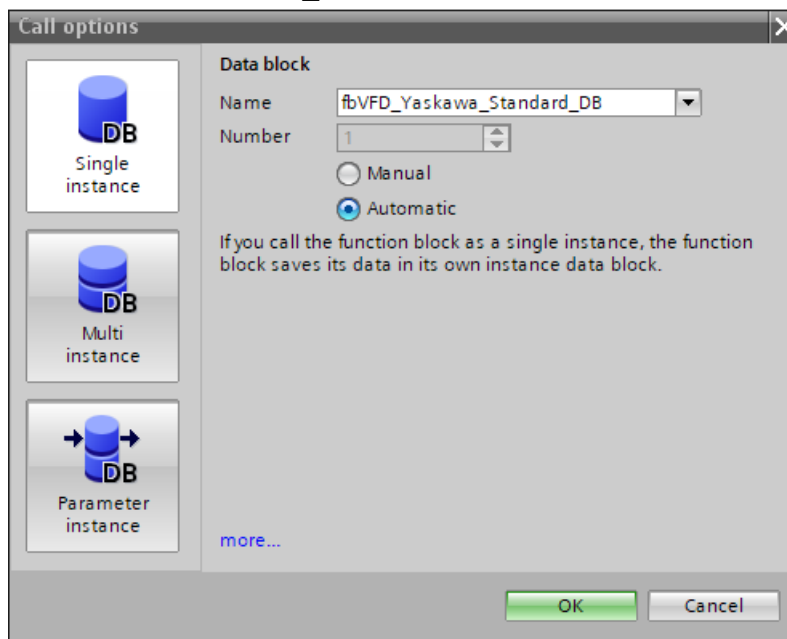 Call options
DB
Single
instance
DB
Multi
instance
DB
Parameter
instance
Data block
Name fbVFD_Yaskawa_Standard_DB
Number 1
Manual
Automatic
If you call the function block as a single instance, the function
block saves its data in its own instance data block.
more...
OK Cancel